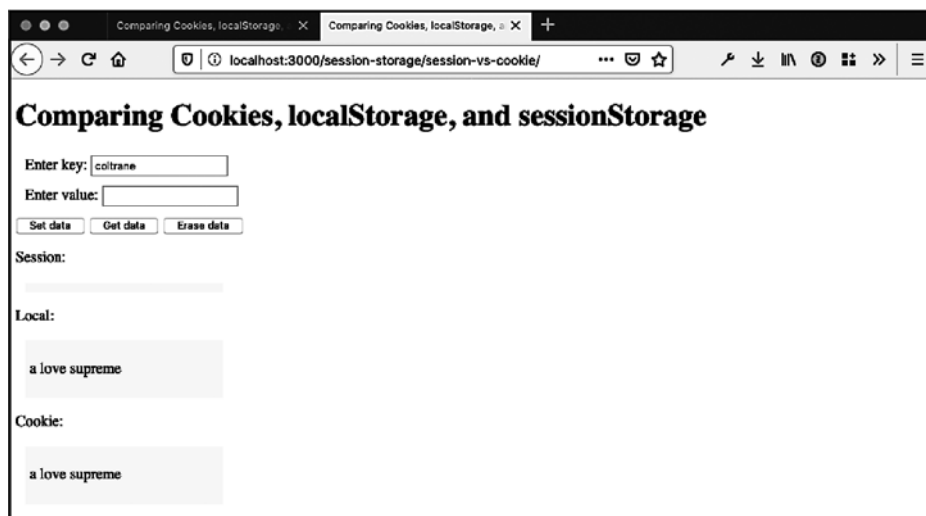 Comparing Cookies, localStorage,
Comparing Cookies, localStorage, a
localhost:3000/session-storage/session-vs-cookie/
Comparing Cookies, localStorage, and sessionStorage
Enter key: coltrane
Enter value:
Set data Get data Erase data
Session:
Local:
a love supreme
Cookie:
a love supreme